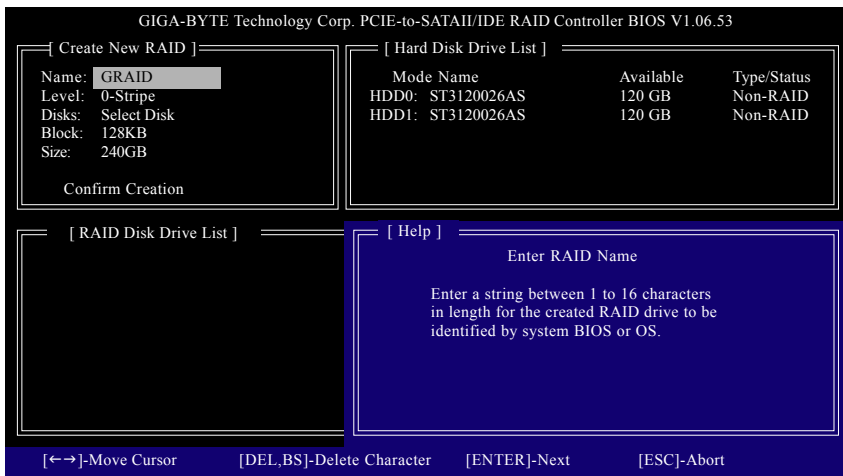 GIGA-BYTE Technology Corp. PCIE-to-SATAII/IDE RAID Controller BIOS V1.06.53
[ Create New RAID ]
Name: GRAID
Level: 0-Stripe
Disks: Select Disk
Block: 128KB
Size: 240GB
Confirm Creation
[ Hard Disk Drive List ]
Mode Name Available Type/Status
HDD0: ST3120026AS 120 GB Non-RAID
HDD1: ST3120026AS 120 GB Non-RAID
[ RAID Disk Drive List ]
[ Help ]
Enter RAID Name
Enter a string between 1 to 16 characters
in length for the created RAID drive to be
identified by system BIOS or OS.
[←→]-Move Cursor [DEL,BS]-Delete Character [ENTER]-Next [ESC]-Abort